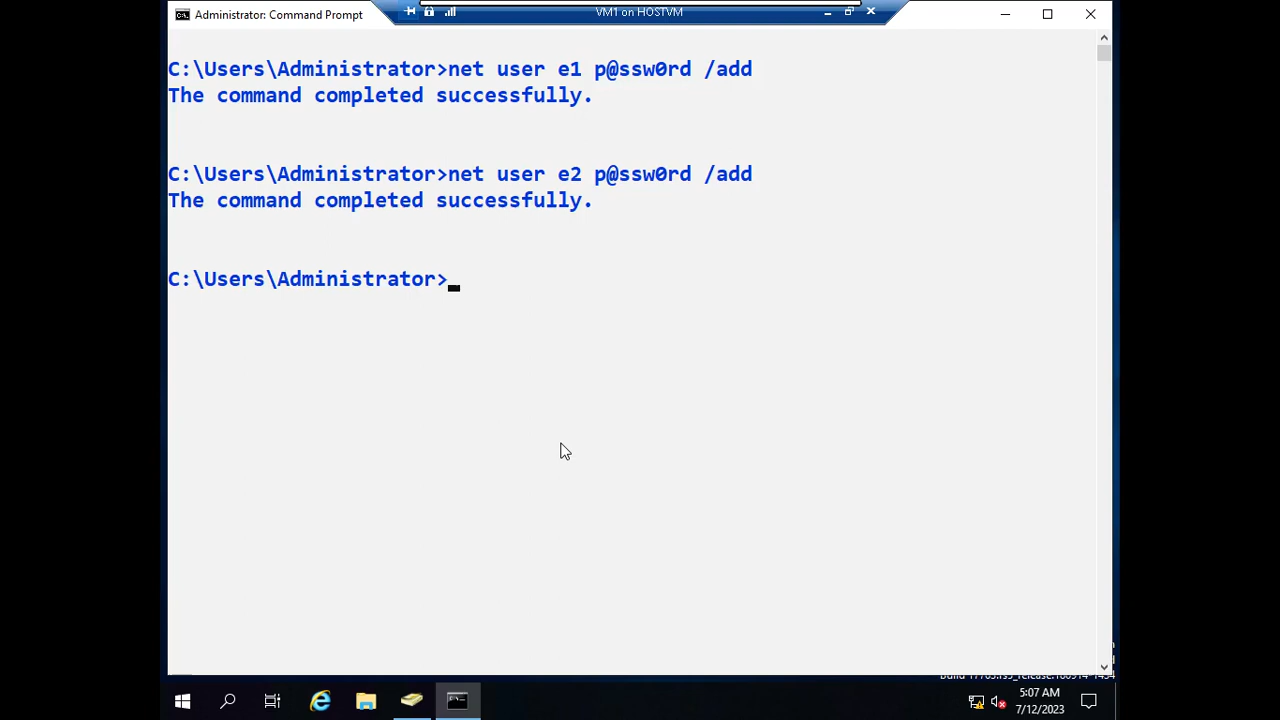 Administrator: Command Prompt
VM1 on HOSTVM
C:\Users\Administrator>net user e1 p@ssw0rd /add
The command completed successfully.
C:\Users\Administrator>net user e2 p@ssw0rd /add
The command completed successfully.
C:\Users\Administrator>
5:07 AM
7/12/2023